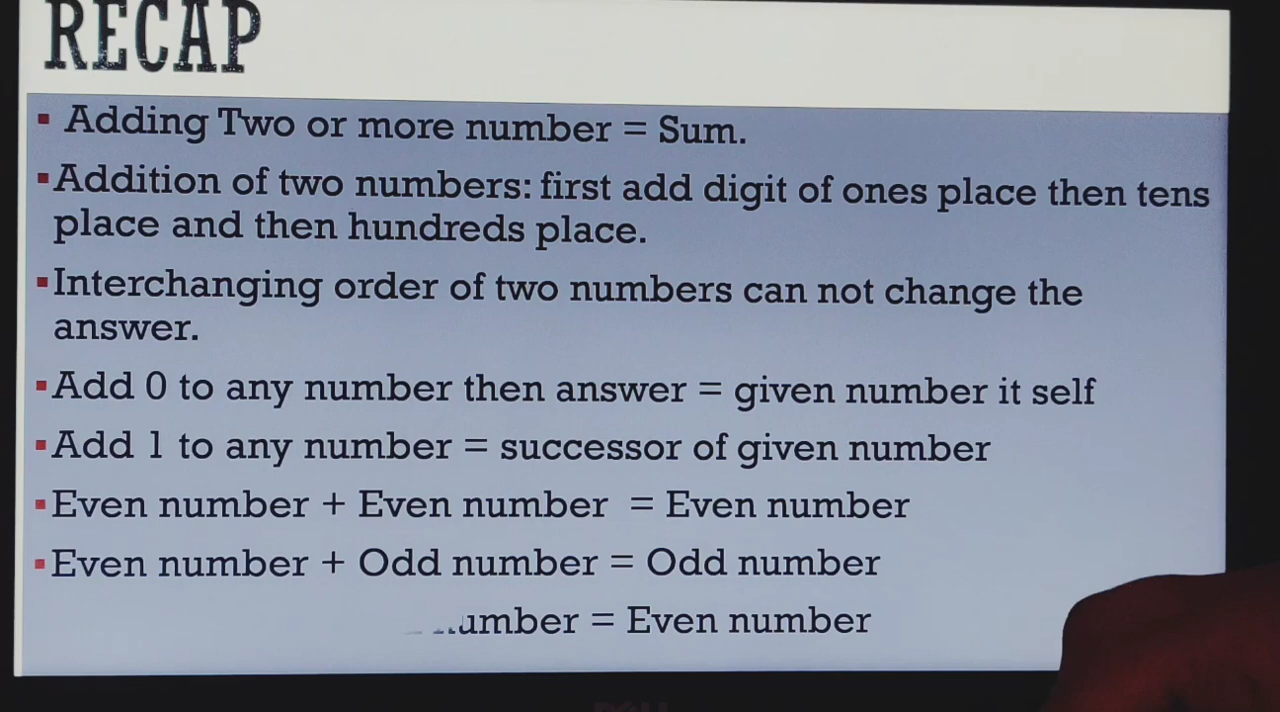 RECAP
▪ Adding Two or more number = Sum.
▪ Addition of two numbers: first add digit of ones place then tens
place and then hundreds place.
▪ Interchanging order of two numbers can not change the
answer.
▪ Add 0 to any number then answer = given number it self
▪ Add 1 to any number = successor of given number
▪ Even number + Even number = Even number
▪ Even number + Odd number = Odd number
umber = Even number